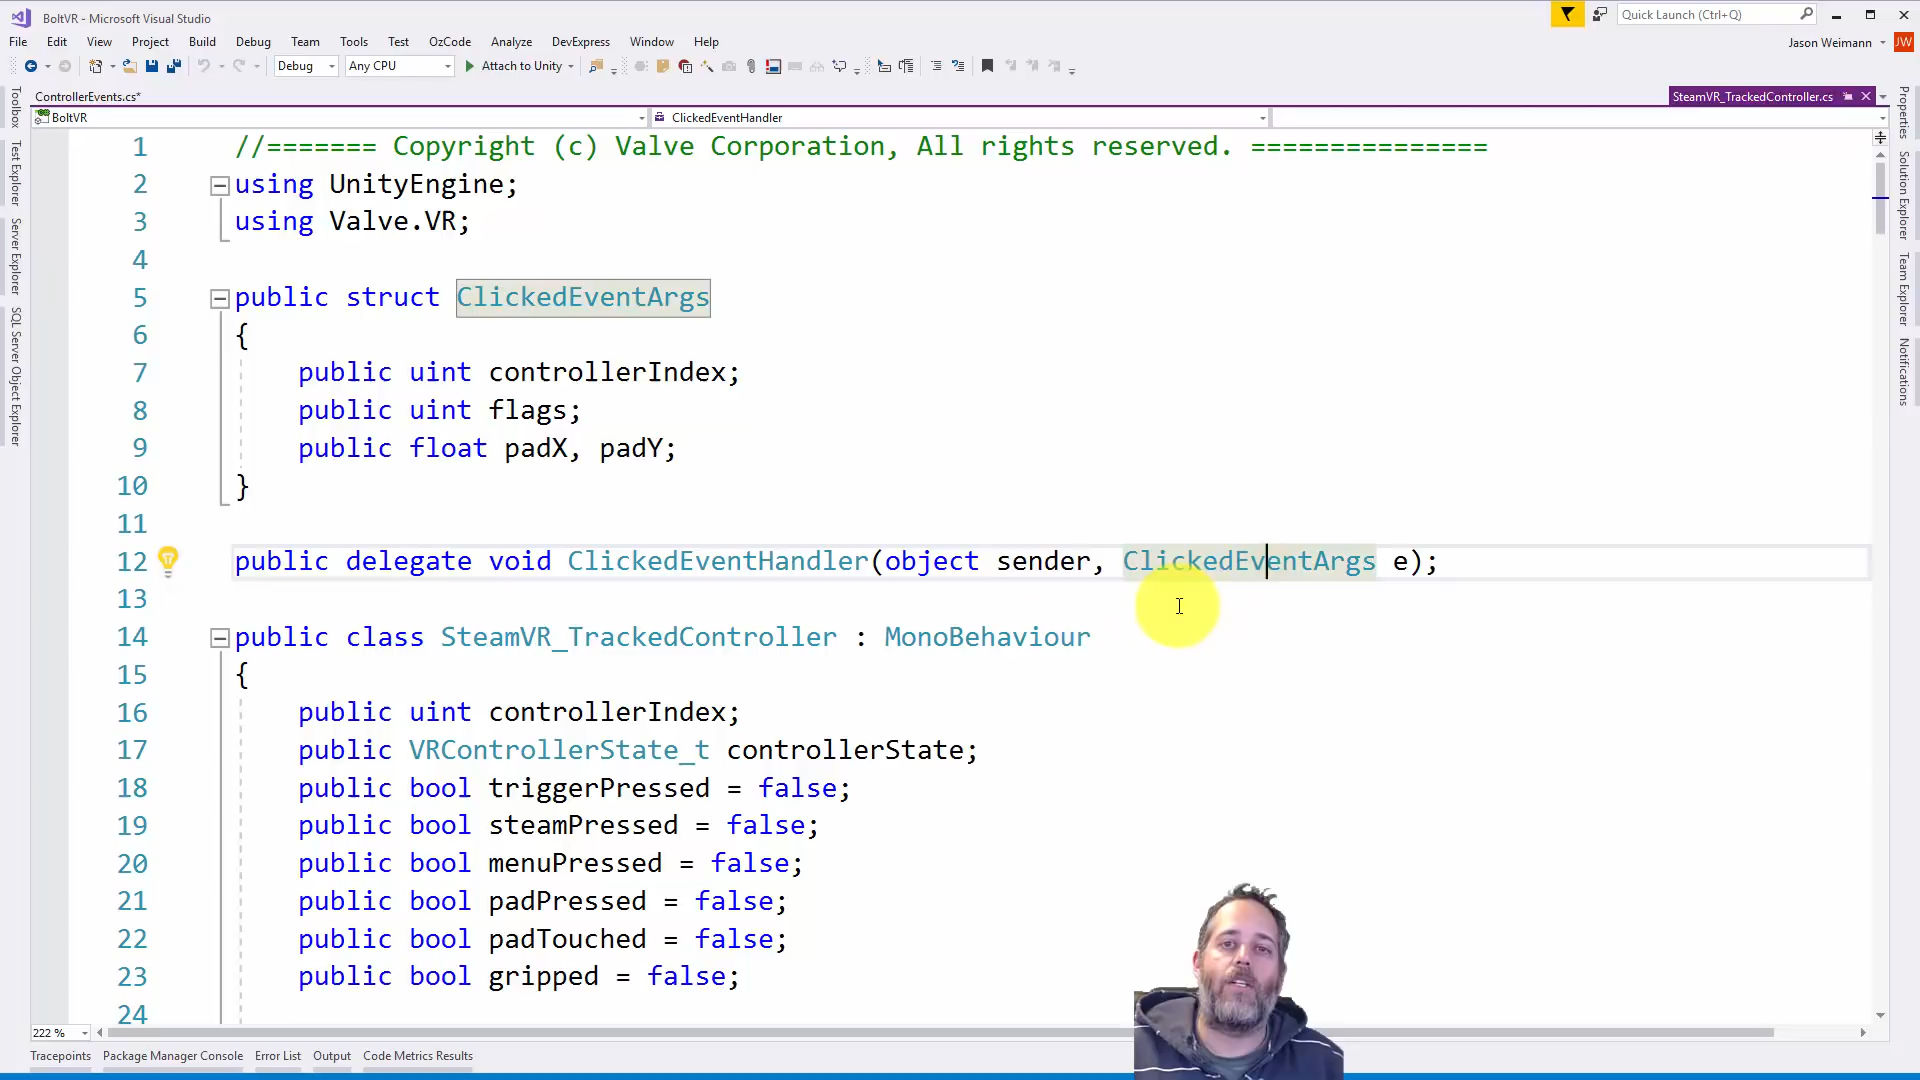 BoltVR - Microsoft Visual Studio
Quick Launch (Ctrl+Q)
File Edit View Project Build Debug Team Tools Test OzCode Analyze DevExpress Window Help
Jason Weimann JW
Debug Any CPU Attach to Unity
ControllerEvents.cs*
SteamVR_TrackedController.cs
BoltVR
ClickedEventHandler
Toolbox
Test Explorer
Server Explorer
SQL Server Object Explorer
1 //======= Copyright (c) Valve Corporation, All rights reserved. ===============
2 using UnityEngine;
3 using Valve.VR;
4
5 public struct ClickedEventArgs
6 {
7 public uint controllerIndex;
8 public uint flags;
9 public float padX, padY;
10 }
11
12 public delegate void ClickedEventHandler(object sender, ClickedEventArgs e);
13
14 public class SteamVR_TrackedController : MonoBehaviour
15 {
16 public uint controllerIndex;
17 public VRControllerState_t controllerState;
18 public bool triggerPressed = false;
19 public bool steamPressed = false;
20 public bool menuPressed = false;
21 public bool padPressed = false;
22 public bool padTouched = false;
23 public bool gripped = false;
24
Properties
Solution Explorer
Team Explorer
Notifications
222 %
Tracepoints Package Manager Console Error List Output Code Metrics Results